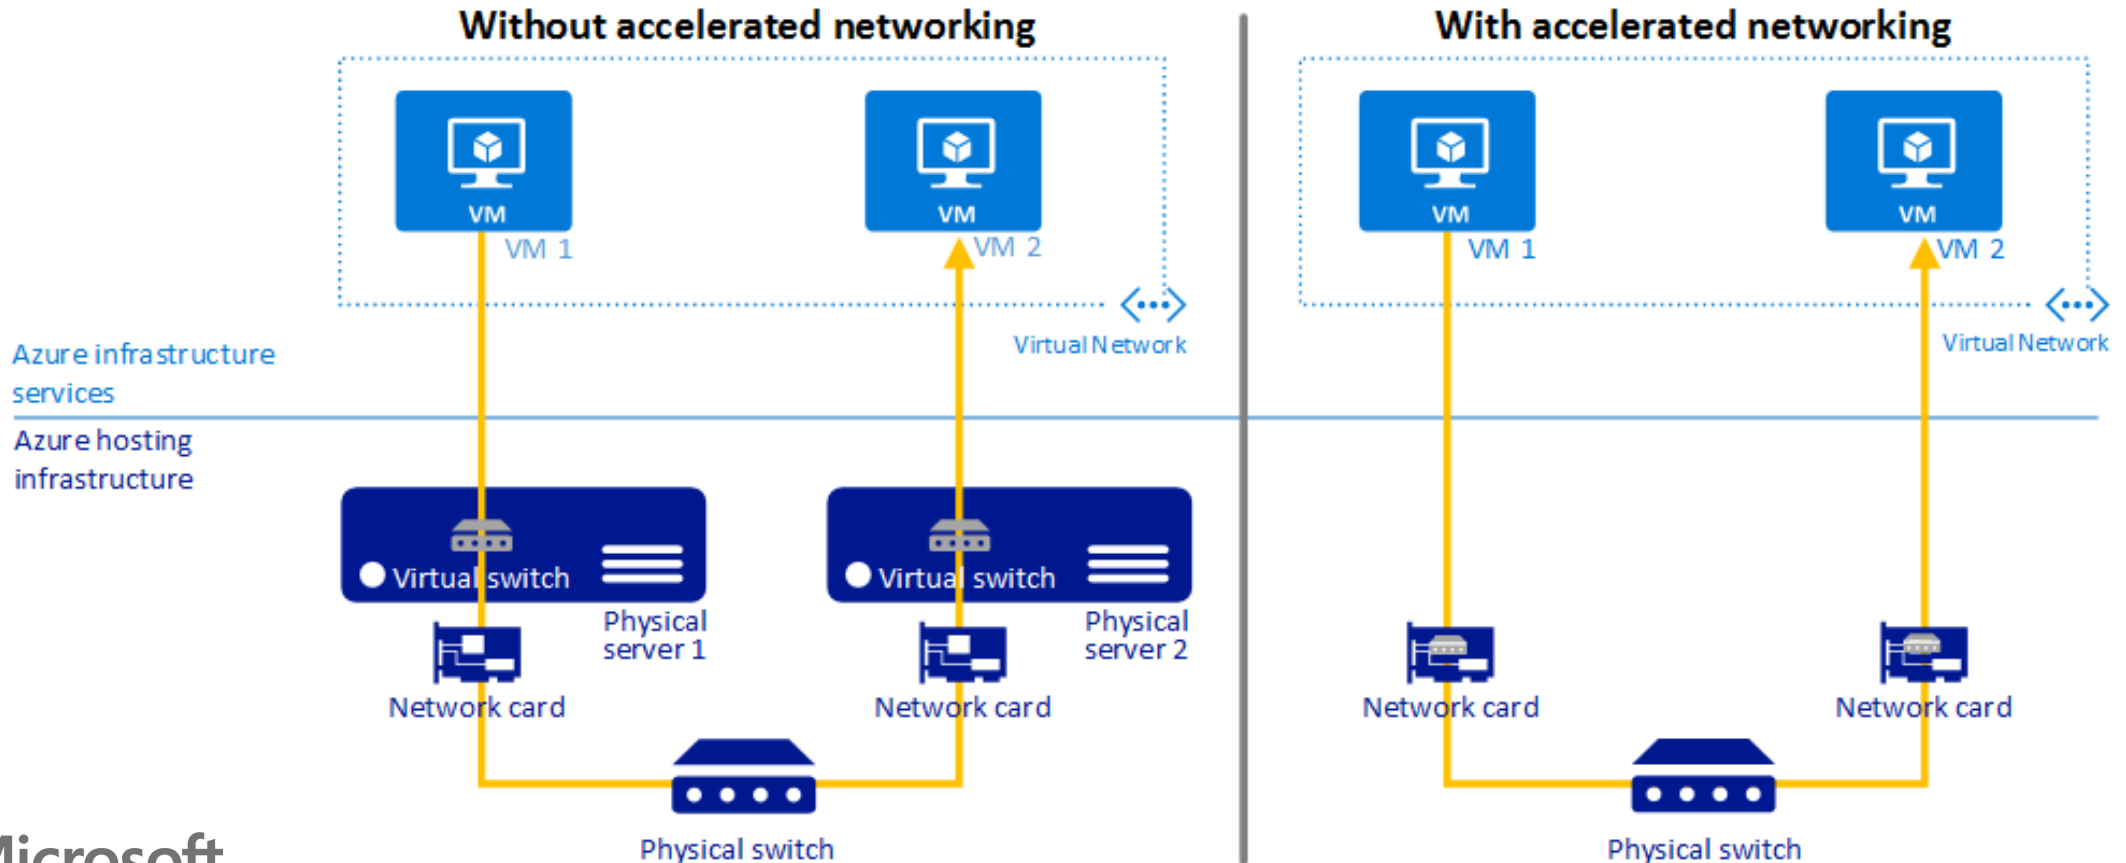 Without accelerated networking
With accelerated networking
VM
VM 1
VM
VM 2
VM
VM 1
VM
VM 2
Virtual Network
Virtual Network
Azure infrastructure
services
Azure hosting
infrastructure
Virtual switch
Physical
server 1
Virtual switch
Physical
server 2
Network card
Network card
Network card
Network card
Physical switch
Physical switch
Microsoft